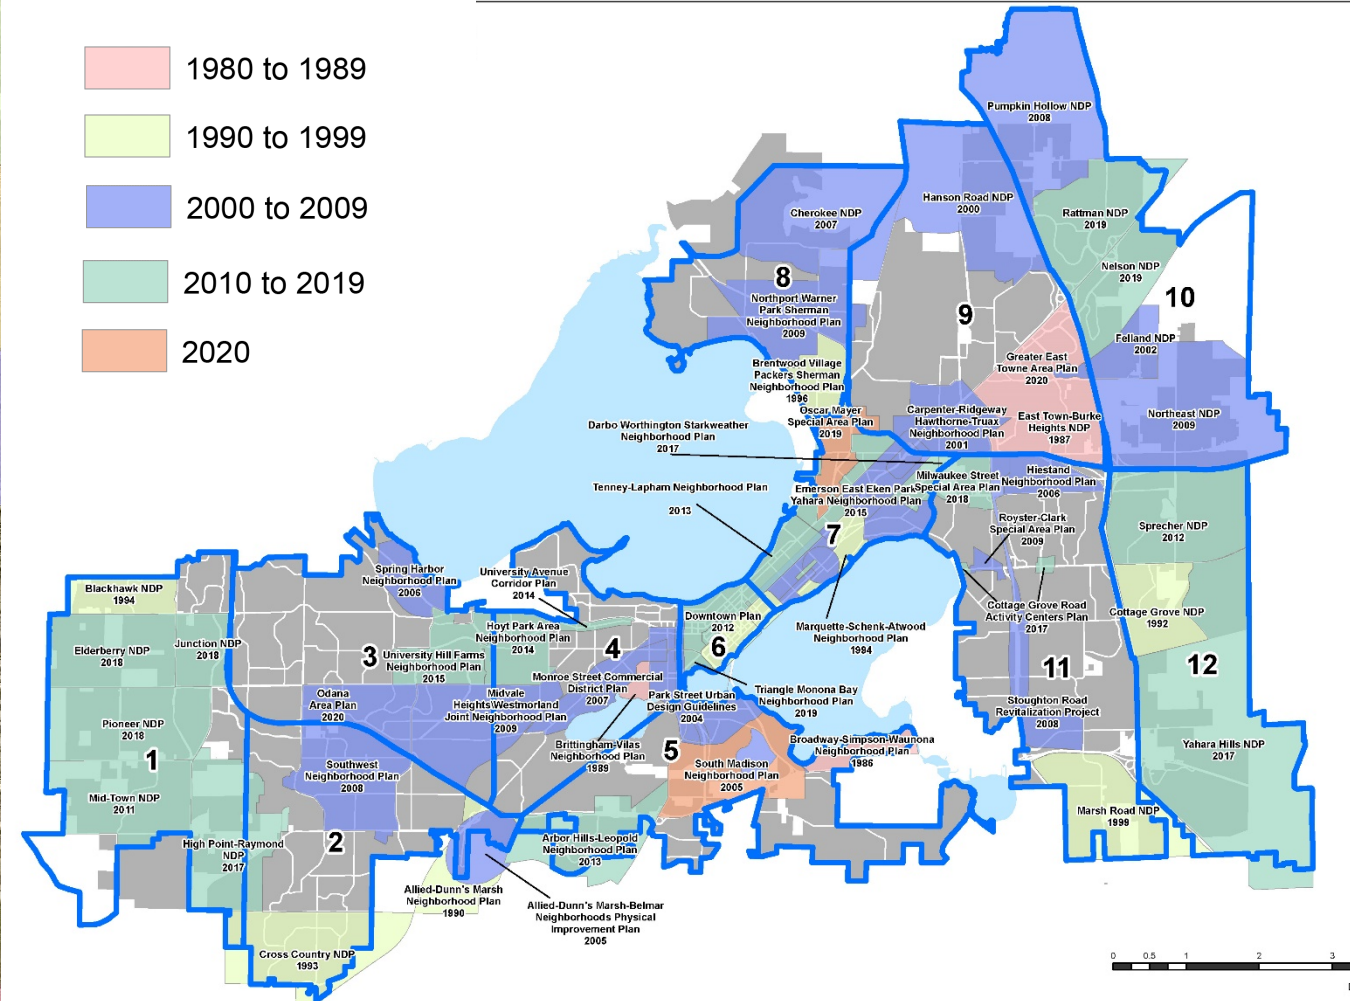 1980 to 1989
1990 to 1999
2000 to 2009
2010 to 2019
2020
Pumpkin Hollow NDP
2008
Hanson Road NDP
2000
Cherokee NDP
2007
Rattman NDP
2019
Nelson NDP
2019
8
Northport Warner
Park Sherman
Neighborhood Plan
2009
9
10
Felland NDP
2002
Greater East
Towne Area Plan
2020
Brentwood Village
Packers Sherman
Neighborhood Plan
1996
Oscar Mayer
Special Area Plan
2019
Carpenter-Ridgeway
Hawthorne-Truax
Neighborhood Plan
2001
East Town-Burke
Heights NDP
1987
Northeast NDP
2009
Darbo Worthington Starkweather
Neighborhood Plan
2017
Tenney-Lapham Neighborhood Plan
2013
Emerson East Eken Park
Yahara Neighborhood Plan
2015
Milwaukee Street
Special Area Plan
2018
Hiestand
Neighborhood Plan
2006
7
Royster-Clark
Special Area Plan
2009
Sprecher NDP
2012
Spring Harbor
Neighborhood Plan
2006
University Avenue
Corridor Plan
2014
Blackhawk NDP
1994
Cottage Grove Road
Activity Centers Plan
2017
Cottage Grove NDP
1992
Downtown Plan
2012
Marquette-Schenk-Atwood
Neighborhood Plan
1994
Hoyt Park Area
Neighborhood Plan
2014
Elderberry NDP
2018
Junction NDP
2018
3
University Hill Farms
Neighborhood Plan
2015
4
6
11
12
Monroe Street Commercial
District Plan
2007
Odana
Area Plan
2020
Midvale
Heights Westmorland
Joint Neighborhood Plan
2009
Park Street Urban
Design Guidelines
2004
Triangle Monona Bay
Neighborhood Plan
2019
Stoughton Road
Revitalization Project
2008
Pioneer NDP
2018
1
Brittingham-Vilas
Neighborhood Plan
1989
5
Broadway-Simpson-Waunona
Neighborhood Plan
1986
Yahara Hills NDP
2017
Southwest
Neighborhood Plan
2008
South Madison
Neighborhood Plan
2005
Mid-Town NDP
2011
Marsh Road NDP
1999
2
High Point-Raymond
NDP
2017
Arbor Hills-Leopold
Neighborhood Plan
2013
Allied-Dunn's Marsh
Neighborhood Plan
1990
Allied-Dunn's Marsh-Belmar
Neighborhoods Physical
Improvement Plan
2005
Cross Country NDP
1993
0 0.5 1 2 3